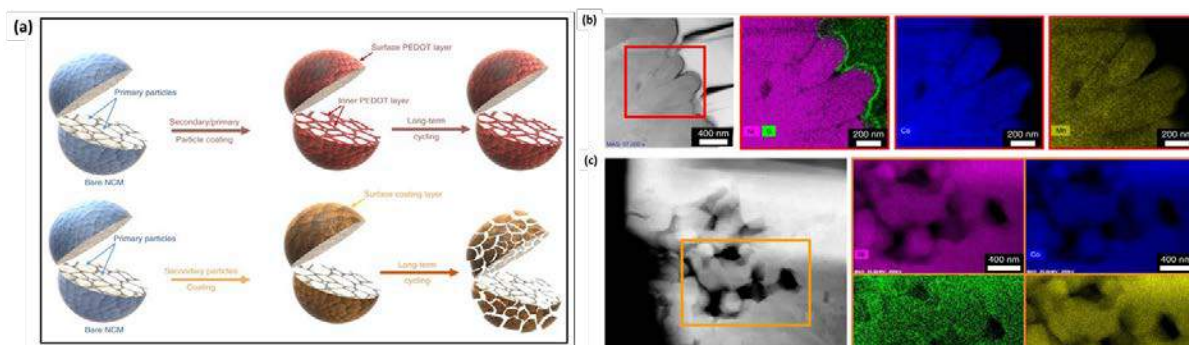 (a)
Surface PEDOT layer
Primary particles
Inner PEDOT layer
Secondary/primary
Particle coating
Long-term
cycling
Bare NCM
Surface coating layer
Primary particles
Secondary particles
Coating
Long-term
cycling
Bare NCM
(b)
400 nm
200 nm
Co
200 nm
Mn
200 nm
(c)
400 nm
Co
400 nm